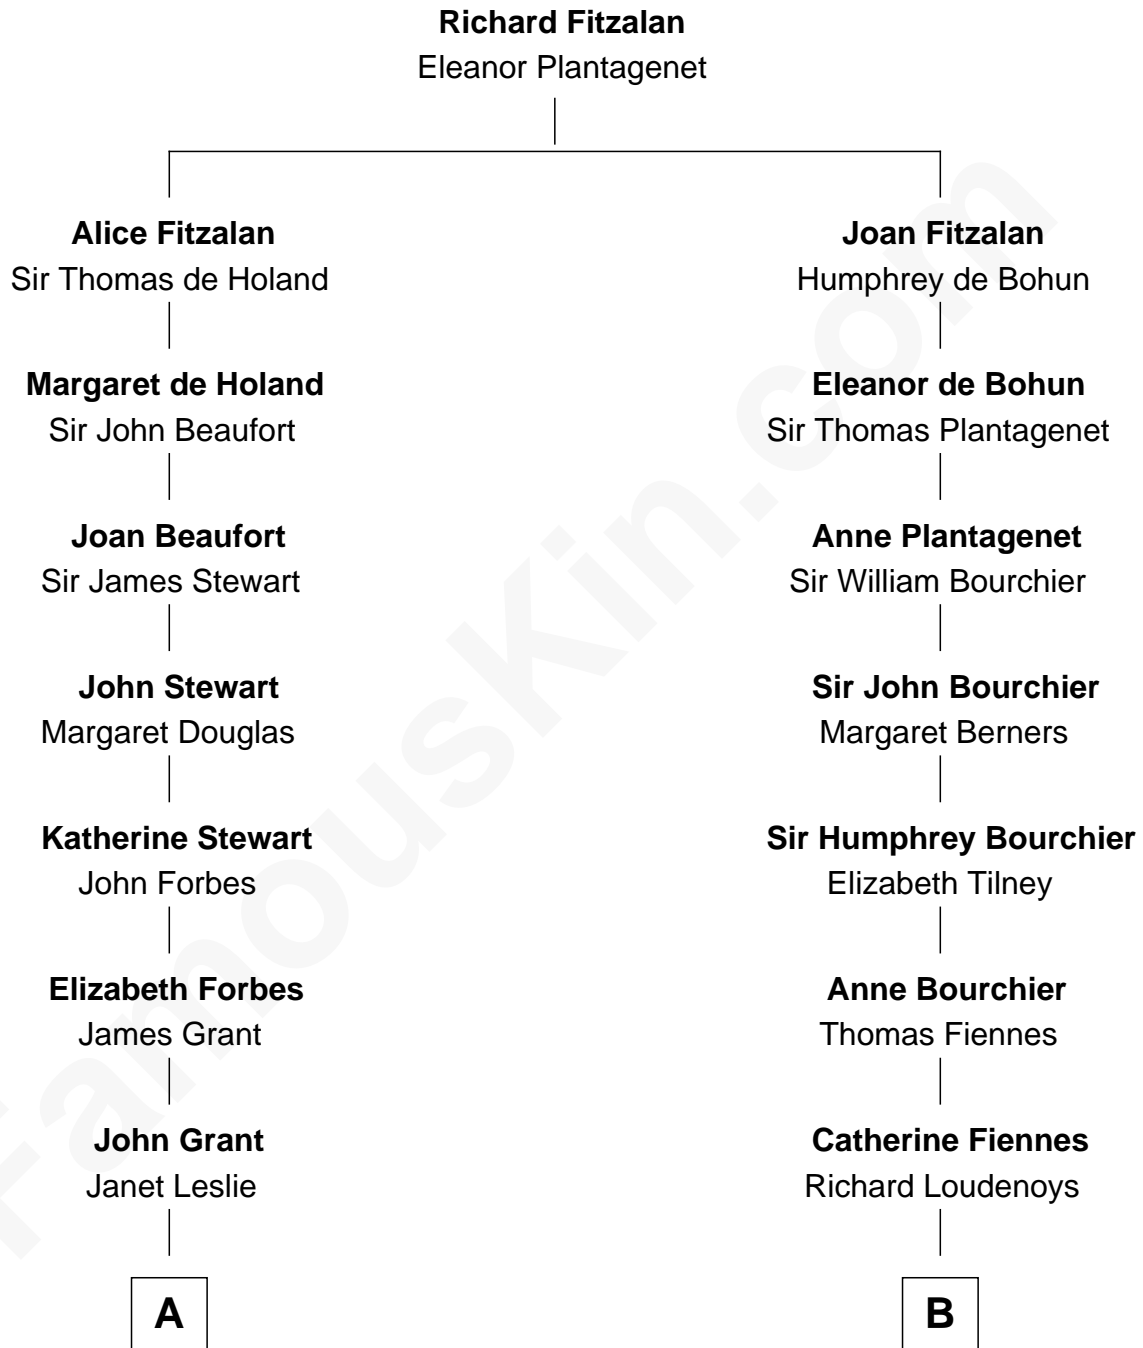 Richard Fitzalan
Eleanor Plantagenet
Alice Fitzalan
Sir Thomas de Holand
Joan Fitzalan
Humphrey de Bohun
Margaret de Holand
Sir John Beaufort
Eleanor de Bohun
Sir Thomas Plantagenet
Joan Beaufort
Sir James Stewart
Anne Plantagenet
Sir William Bourchier
John Stewart
Margaret Douglas
Sir John Bourchier
Margaret Berners
Katherine Stewart
John Forbes
Sir Humphrey Bourchier
Elizabeth Tilney
Elizabeth Forbes
James Grant
Anne Bourchier
Thomas Fiennes
John Grant
Janet Leslie
Catherine Fiennes
Richard Loudenoys
A
B
FamousKin.com